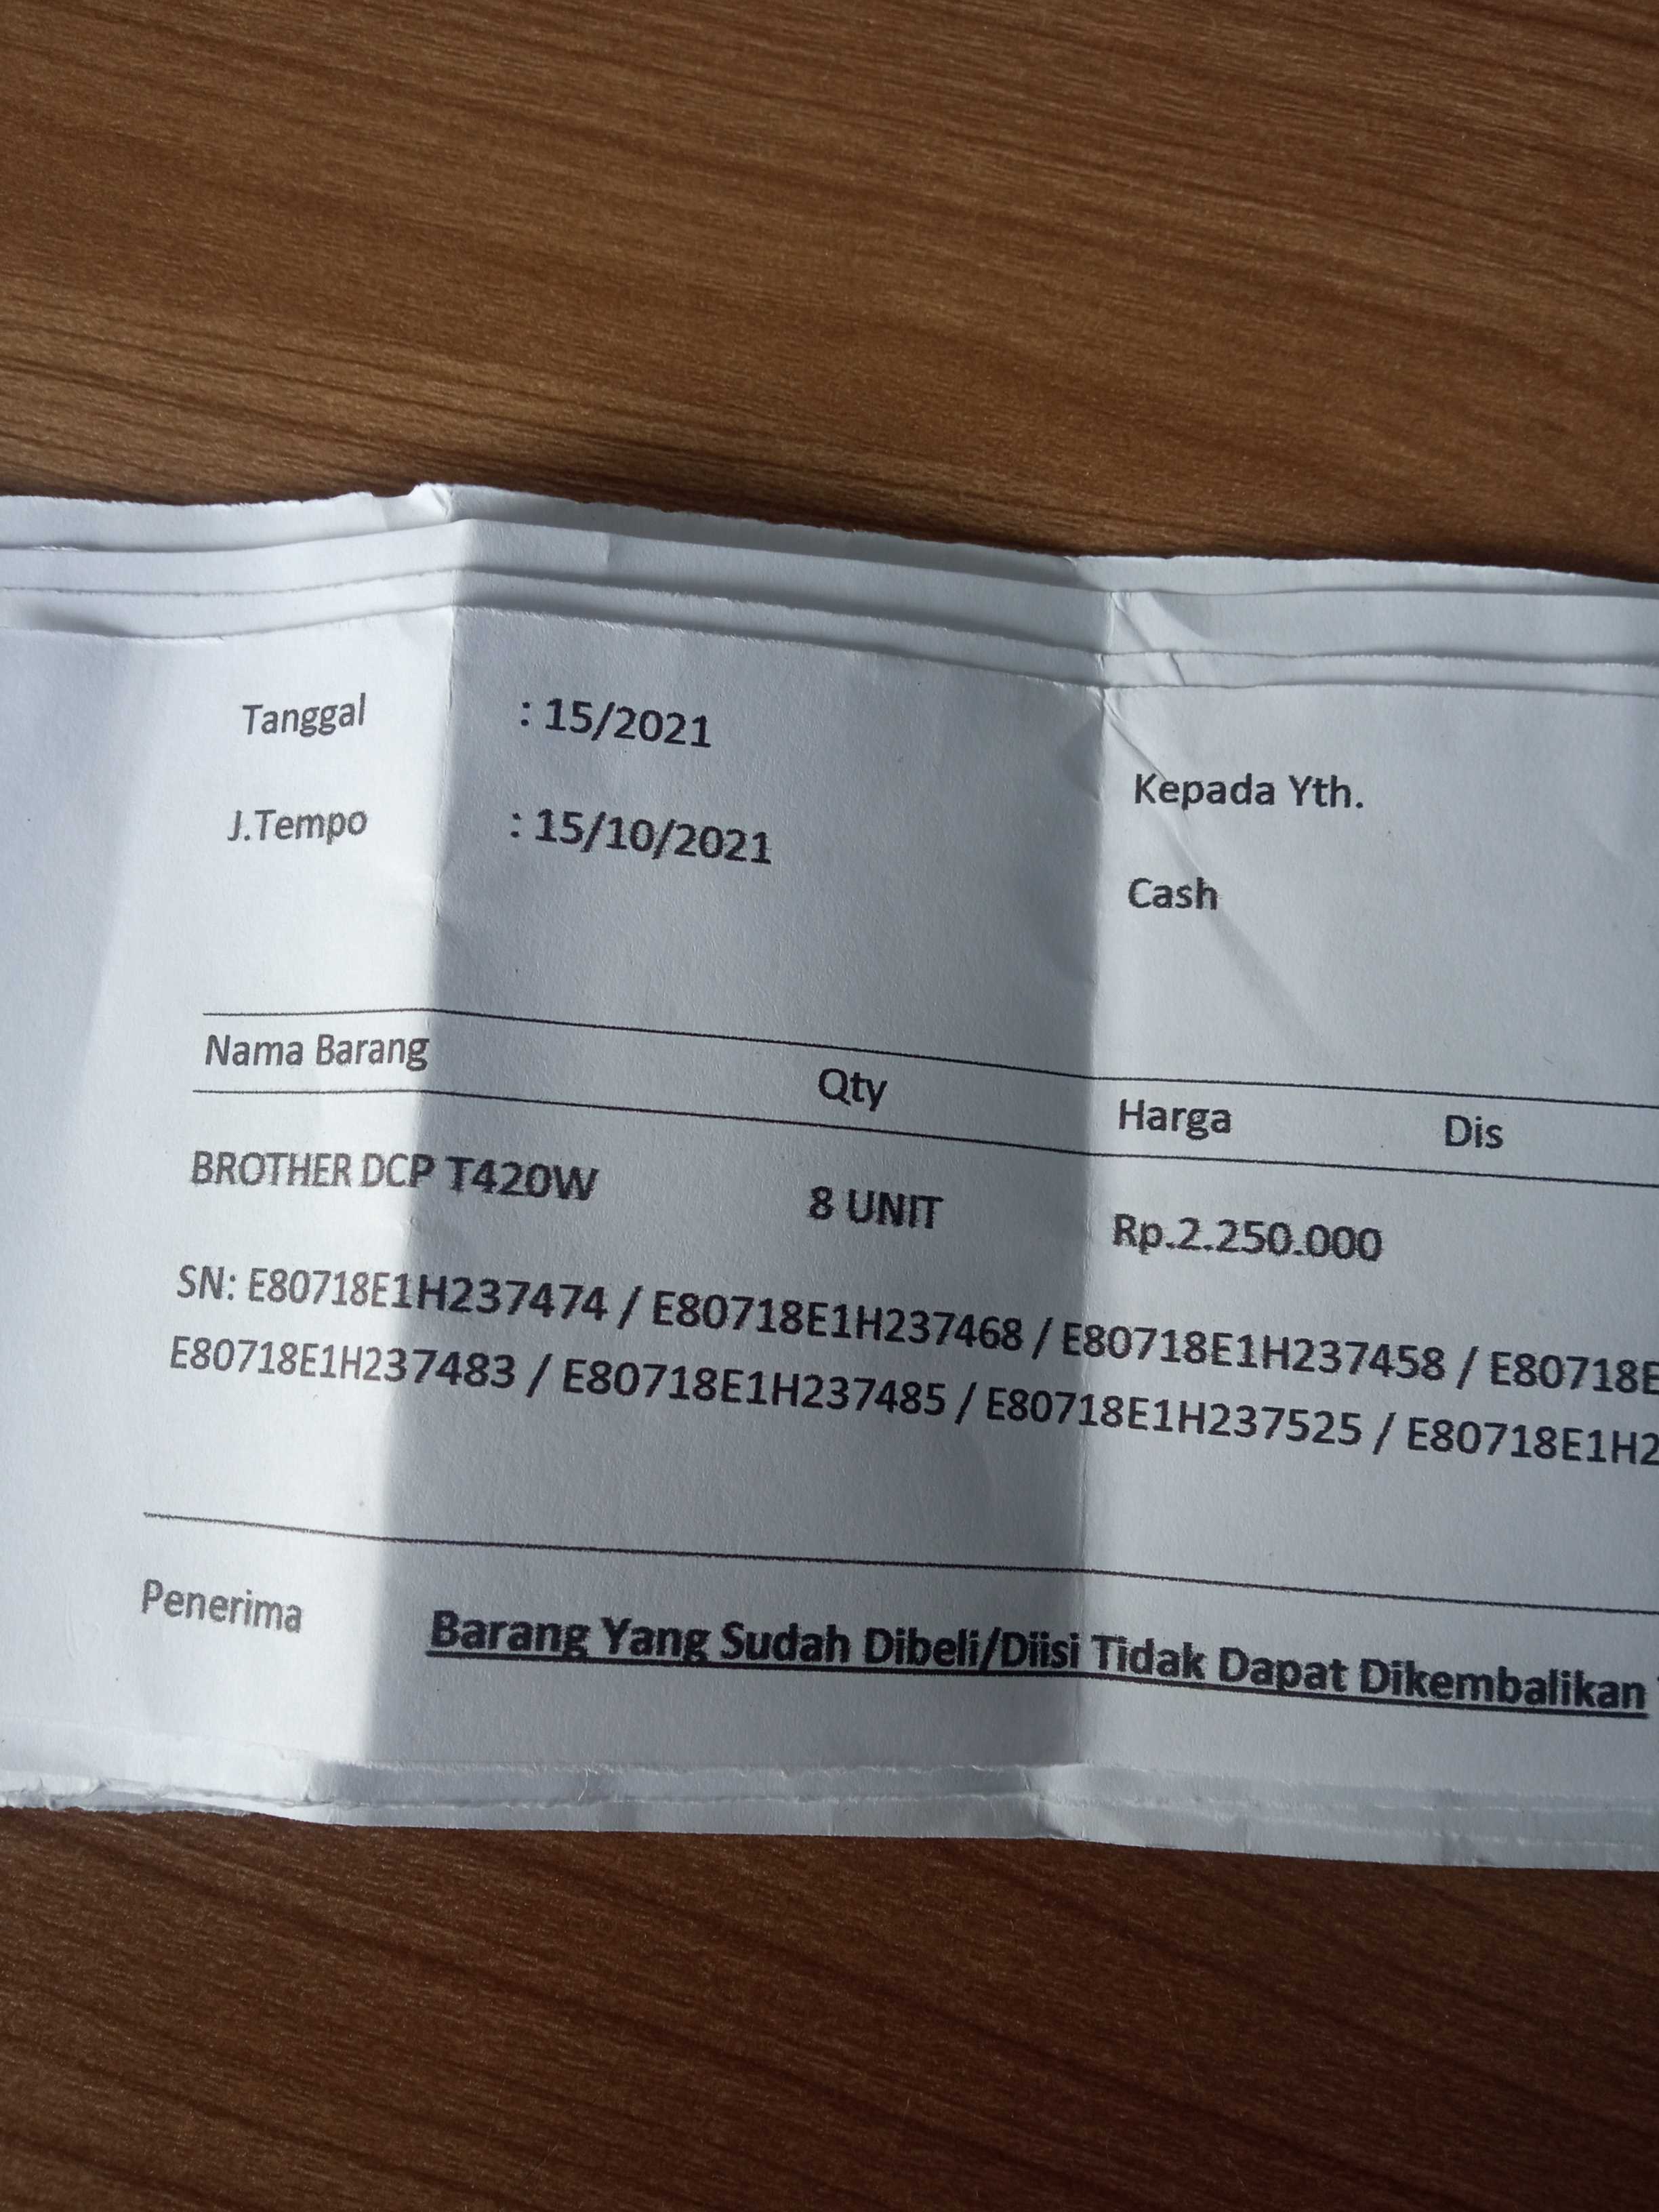 Tanggal : 15/2021
J.Tempo : 15/10/2021
Kepada Yth.
Cash
Nama Barang Qty Harga Dis
BROTHER DCP T420W 8 UNIT Rp.2.250.000
SN: E80718E1H237474 / E80718E1H237468 / E80718E1H237458 / E80718E
E80718E1H237483 / E80718E1H237485 / E80718E1H237525 / E80718E1H2
Penerima Barang Yang Sudah Dibeli/Diisi Tidak Dapat Dikembalikan